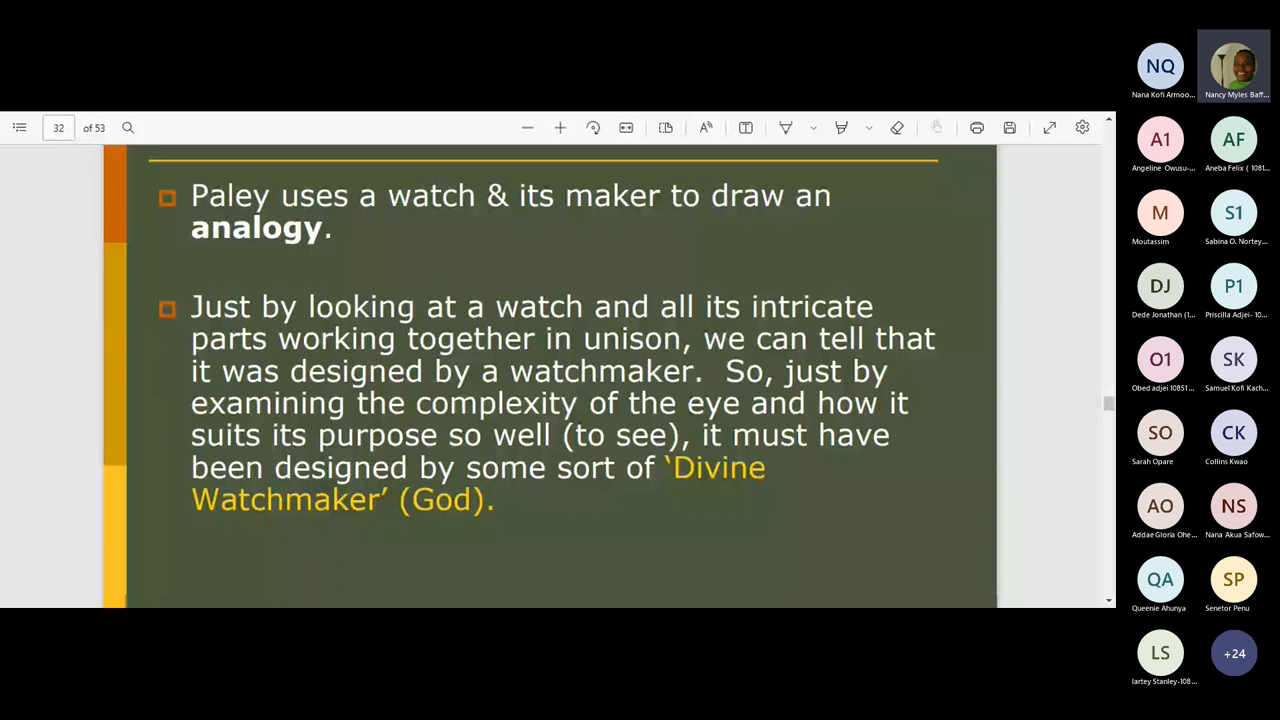 32 of 53
Paley uses a watch & its maker to draw an
analogy.
Just by looking at a watch and all its intricate
parts working together in unison, we can tell that
it was designed by a watchmaker.  So, just by
examining the complexity of the eye and how it
suits its purpose so well (to see), it must have
been designed by some sort of ‘Divine
Watchmaker’ (God).
NQ
Nana Kofi Armoo...
Nancy Myles Baff...
A1
Angeline Owusu-...
AF
Aneba Felix ( 1081...
M
Moutassim
S1
Sabina O. Nortey...
DJ
Dede Jonathan (1...
P1
Priscilla Adjei- 10...
O1
Obed adjei 10851...
SK
Samuel Kofi Kach...
SO
Sarah Opare
CK
Collins Kwao
AO
Addae Gloria Ohe...
NS
Nana Akua Safow...
QA
Queenie Ahunya
SP
Senetor Penu
LS
lartey Stanley-108...
+24